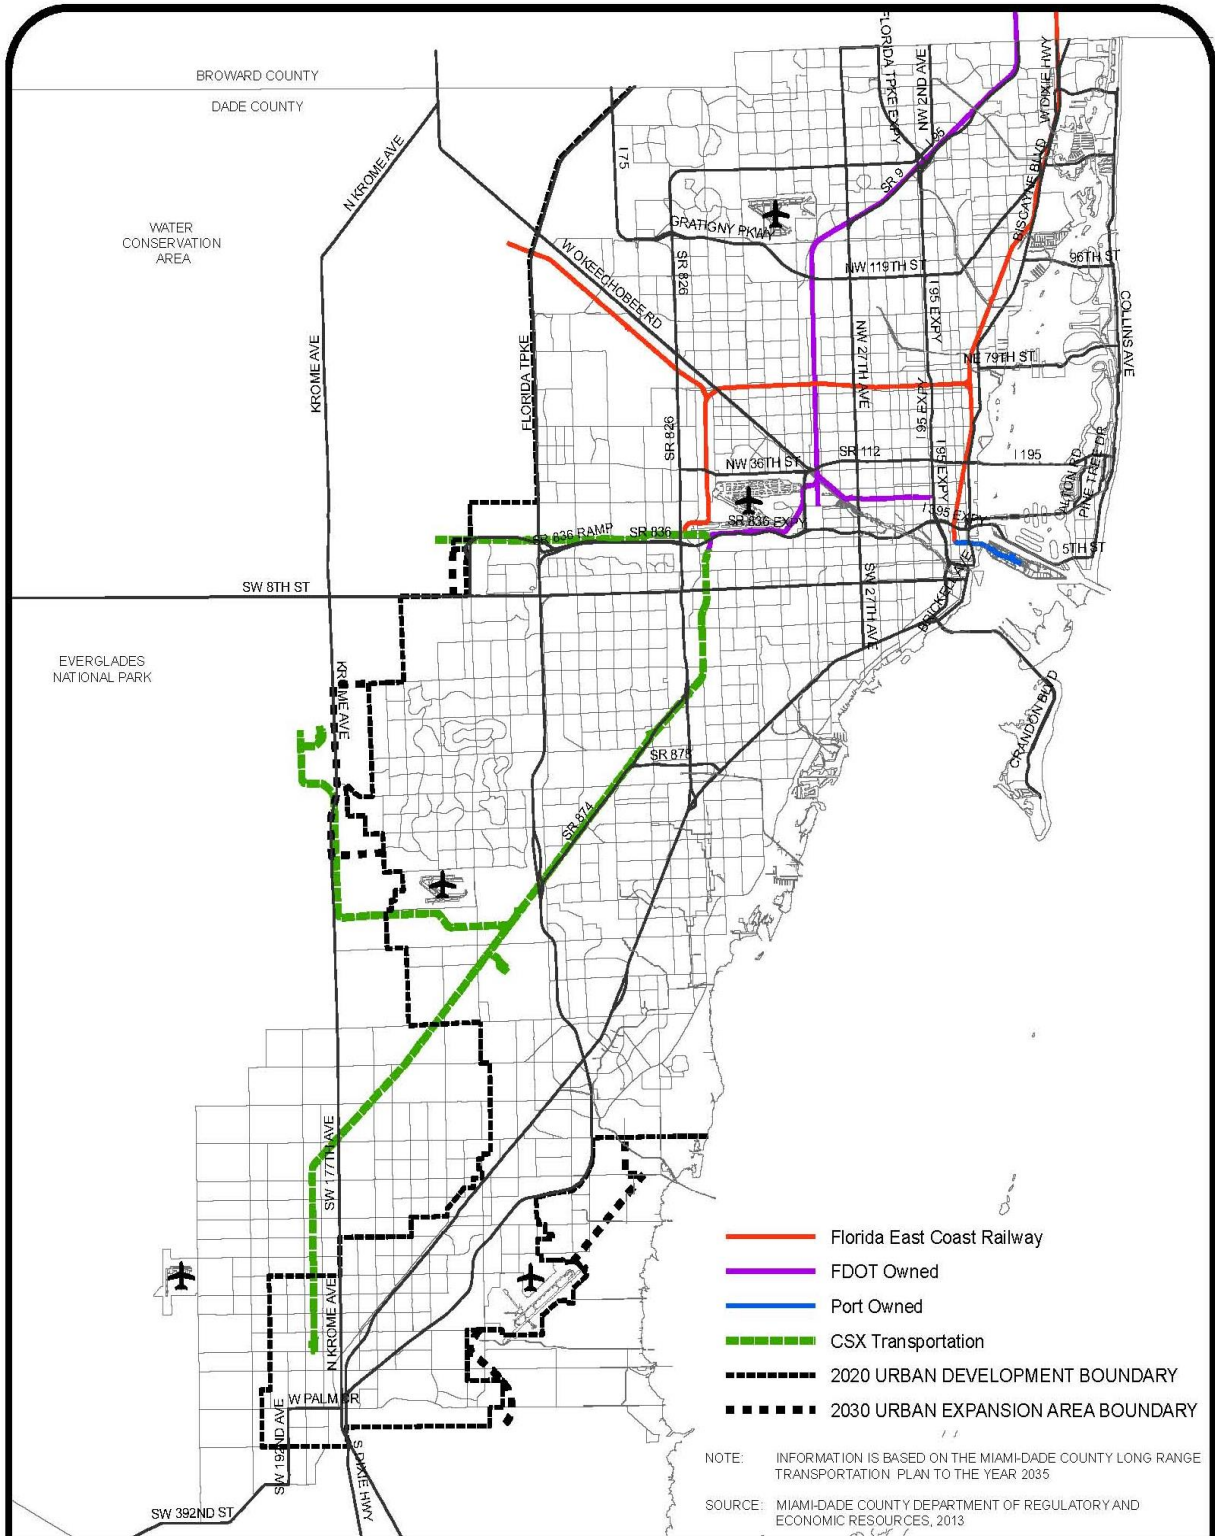 BROWARD COUNTY
DADE COUNTY
FLORIDA TPKE EXPY
NW 2ND AVE
W DIXIE HWY
N KROME AVE
I 75
I 95
SR 9
BISCAYNE BLVD
WATER
CONSERVATION
AREA
GRATIGNY PKWY
W OKEECHOBEE RD
SR 826
NW 119TH ST
96TH ST
I 95 EXPY
COLLINS AVE
KROME AVE
FLORIDA TPKE
NW 27TH AVE
NE 79TH ST
I 95 EXPY
SR 826
SR 112
I 195
NW 36TH ST
I 95 EXPY
ALTON RD
PINE TREE DR
SR 836 RAMP
SR 836
SR 836 EXPY
I 395 EXPY
5TH ST
SW 8TH ST
SW 27TH AVE
BRICKELL AVE
EVERGLADES
NATIONAL PARK
KROME AVE
CRANDON BLVD
SR 878
SR 874
SW 177TH AVE
N KROME AVE
W PALM DR
SW 192ND AVE
S DIXIE HWY
SW 392ND ST
Florida East Coast Railway
FDOT Owned
Port Owned
CSX Transportation
2020 URBAN DEVELOPMENT BOUNDARY
2030 URBAN EXPANSION AREA BOUNDARY
NOTE: INFORMATION IS BASED ON THE MIAMI-DADE COUNTY LONG RANGE
TRANSPORTATION PLAN TO THE YEAR 2035
SOURCE: MIAMI-DADE COUNTY DEPARTMENT OF REGULATORY AND
ECONOMIC RESOURCES, 2013